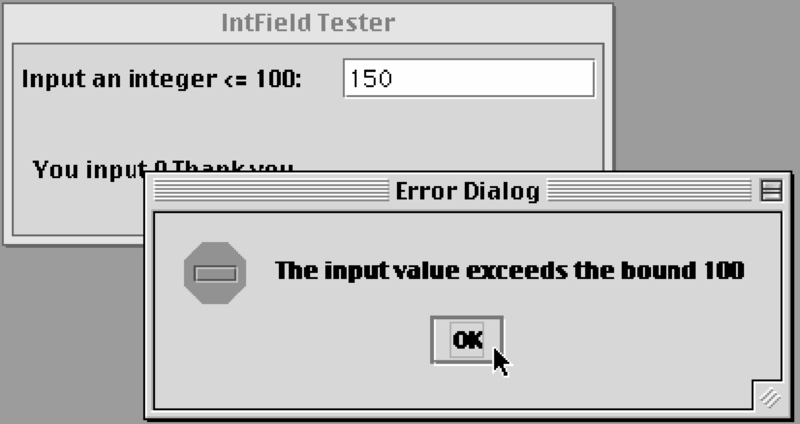 IntField Tester
Input an integer <= 100:
150
You input 0 Thank you
Error Dialog
The input value exceeds the bound 100
OK